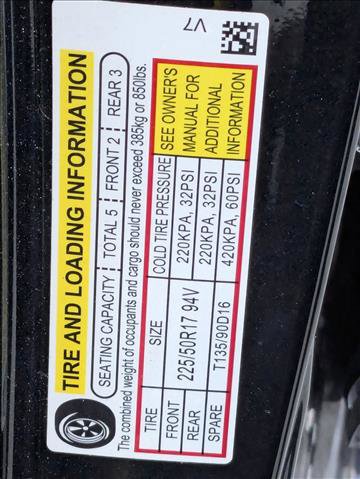 TIRE AND LOADING INFORMATION
SEATING CAPACITY TOTAL 5 FRONT 2 REAR 3
The combined weight of occupants and cargo should never exceed 385kg or 850lbs.
TIRE SIZE COLD TIRE PRESSURE SEE OWNER'S
FRONT 225/50R17 94V 220KPA, 32PSI MANUAL FOR
REAR 220KPA, 32PSI ADDITIONAL
SPARE T135/90D16 420KPA, 60PSI INFORMATION
V7